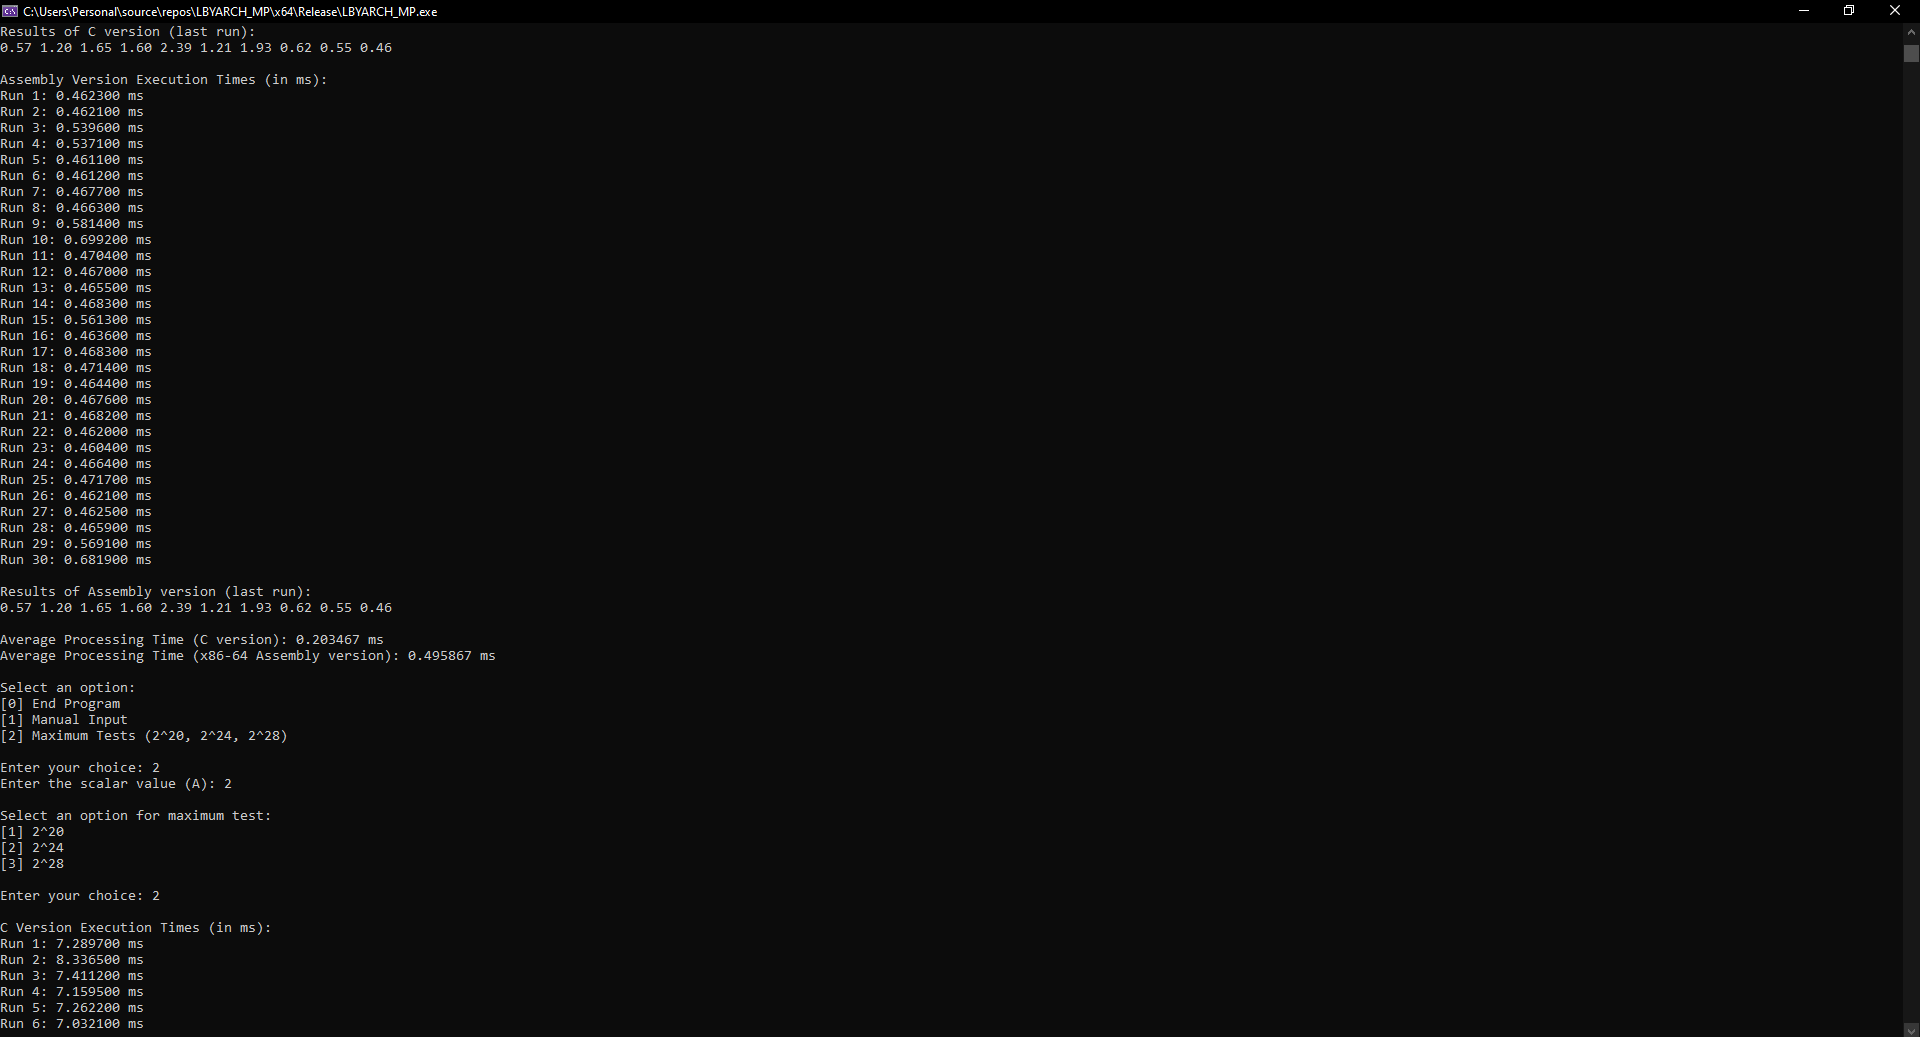 C:\Users\Personal\source\repos\LBYARCH_MP\x64\Release\LBYARCH_MP.exe
Results of C version (last run):
0.57 1.20 1.65 1.60 2.39 1.21 1.93 0.62 0.55 0.46
Assembly Version Execution Times (in ms):
Run 1: 0.462300 ms
Run 2: 0.462100 ms
Run 3: 0.539600 ms
Run 4: 0.537100 ms
Run 5: 0.461100 ms
Run 6: 0.461200 ms
Run 7: 0.467700 ms
Run 8: 0.466300 ms
Run 9: 0.581400 ms
Run 10: 0.699200 ms
Run 11: 0.470400 ms
Run 12: 0.467000 ms
Run 13: 0.465500 ms
Run 14: 0.468300 ms
Run 15: 0.561300 ms
Run 16: 0.463600 ms
Run 17: 0.468300 ms
Run 18: 0.471400 ms
Run 19: 0.464400 ms
Run 20: 0.467600 ms
Run 21: 0.468200 ms
Run 22: 0.462000 ms
Run 23: 0.460400 ms
Run 24: 0.466400 ms
Run 25: 0.471700 ms
Run 26: 0.462100 ms
Run 27: 0.462500 ms
Run 28: 0.465900 ms
Run 29: 0.569100 ms
Run 30: 0.681900 ms
Results of Assembly version (last run):
0.57 1.20 1.65 1.60 2.39 1.21 1.93 0.62 0.55 0.46
Average Processing Time (C version): 0.203467 ms
Average Processing Time (x86-64 Assembly version): 0.495867 ms
Select an option:
[0] End Program
[1] Manual Input
[2] Maximum Tests (2^20, 2^24, 2^28)
Enter your choice: 2
Enter the scalar value (A): 2
Select an option for maximum test:
[1] 2^20
[2] 2^24
[3] 2^28
Enter your choice: 2
C Version Execution Times (in ms):
Run 1: 7.289700 ms
Run 2: 8.336500 ms
Run 3: 7.411200 ms
Run 4: 7.159500 ms
Run 5: 7.262200 ms
Run 6: 7.032100 ms